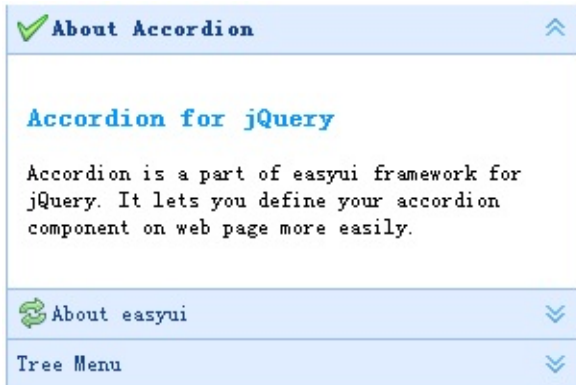 About Accordion
Accordion for jQuery
Accordion is a part of easyui framework for
jQuery. It lets you define your accordion
component on web page more easily.
About easyui
Tree Menu